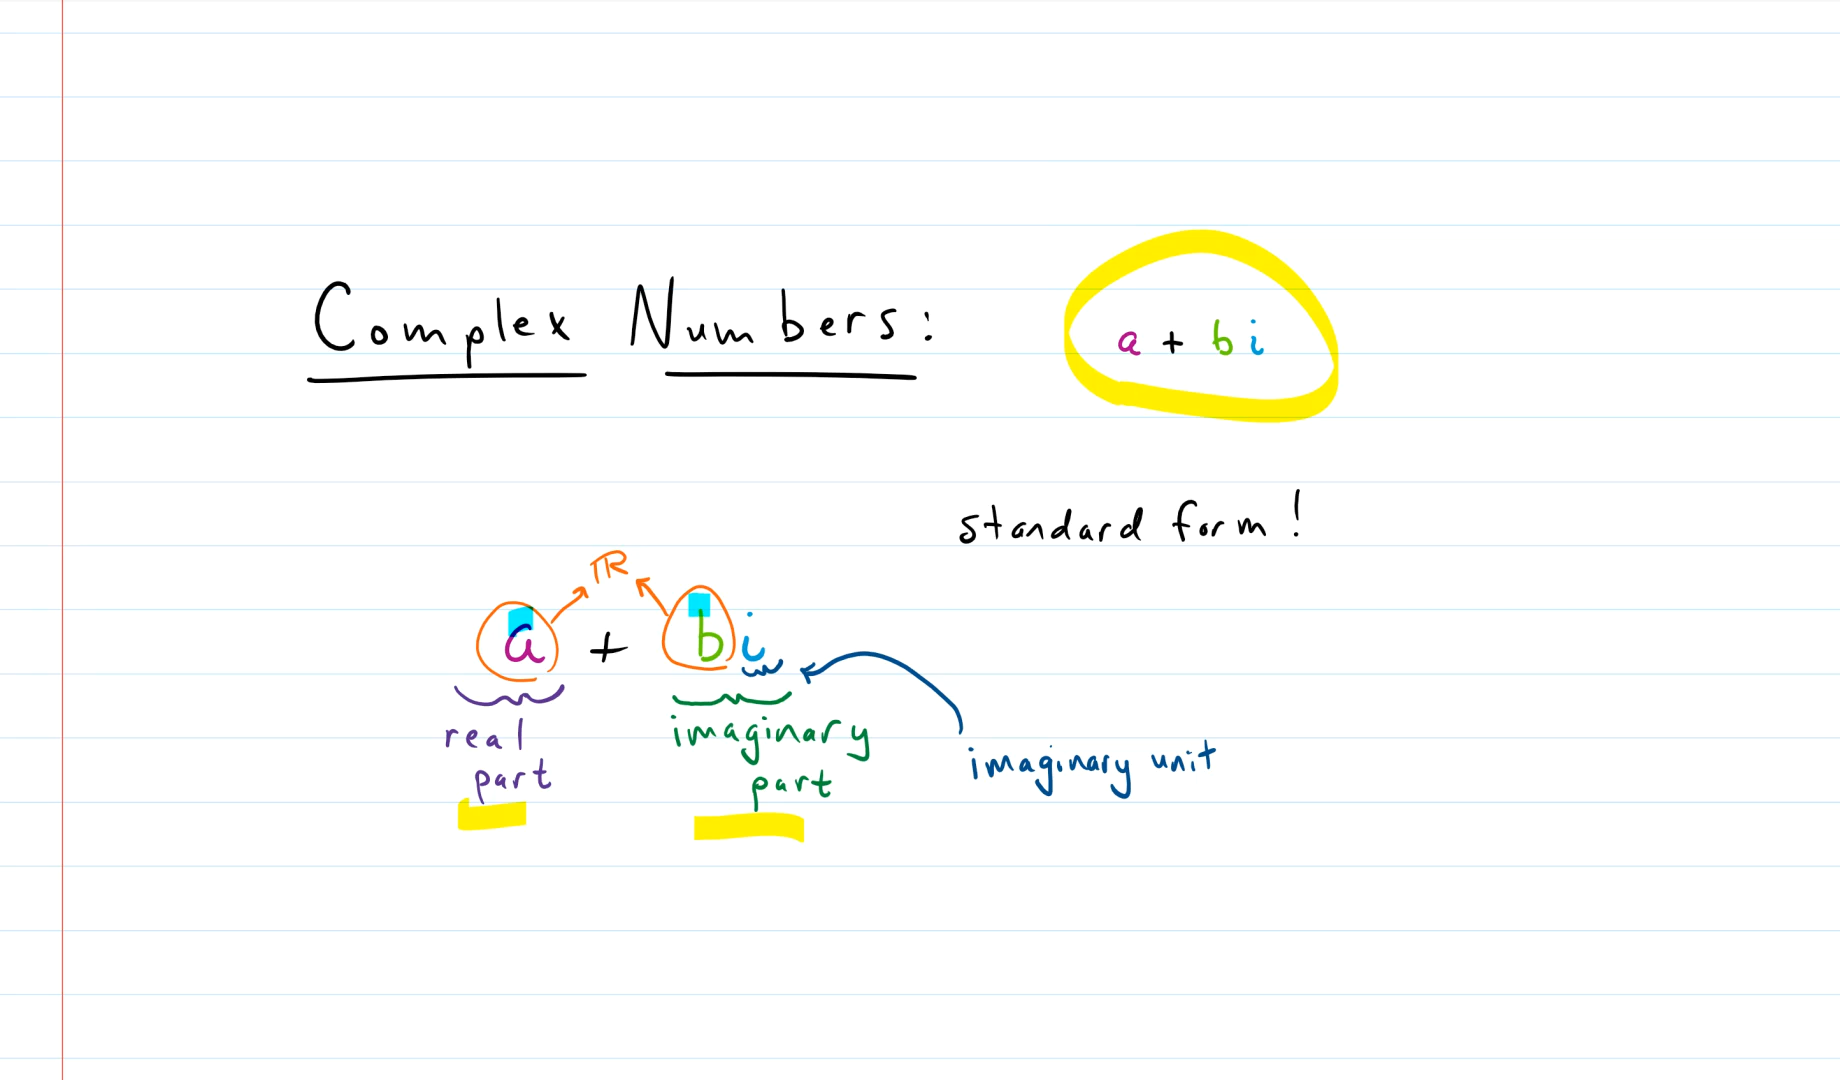 Complex Numbers:
a + bi
standard form!
ℝ
a + bi
real
part
imaginary
part
imaginary unit